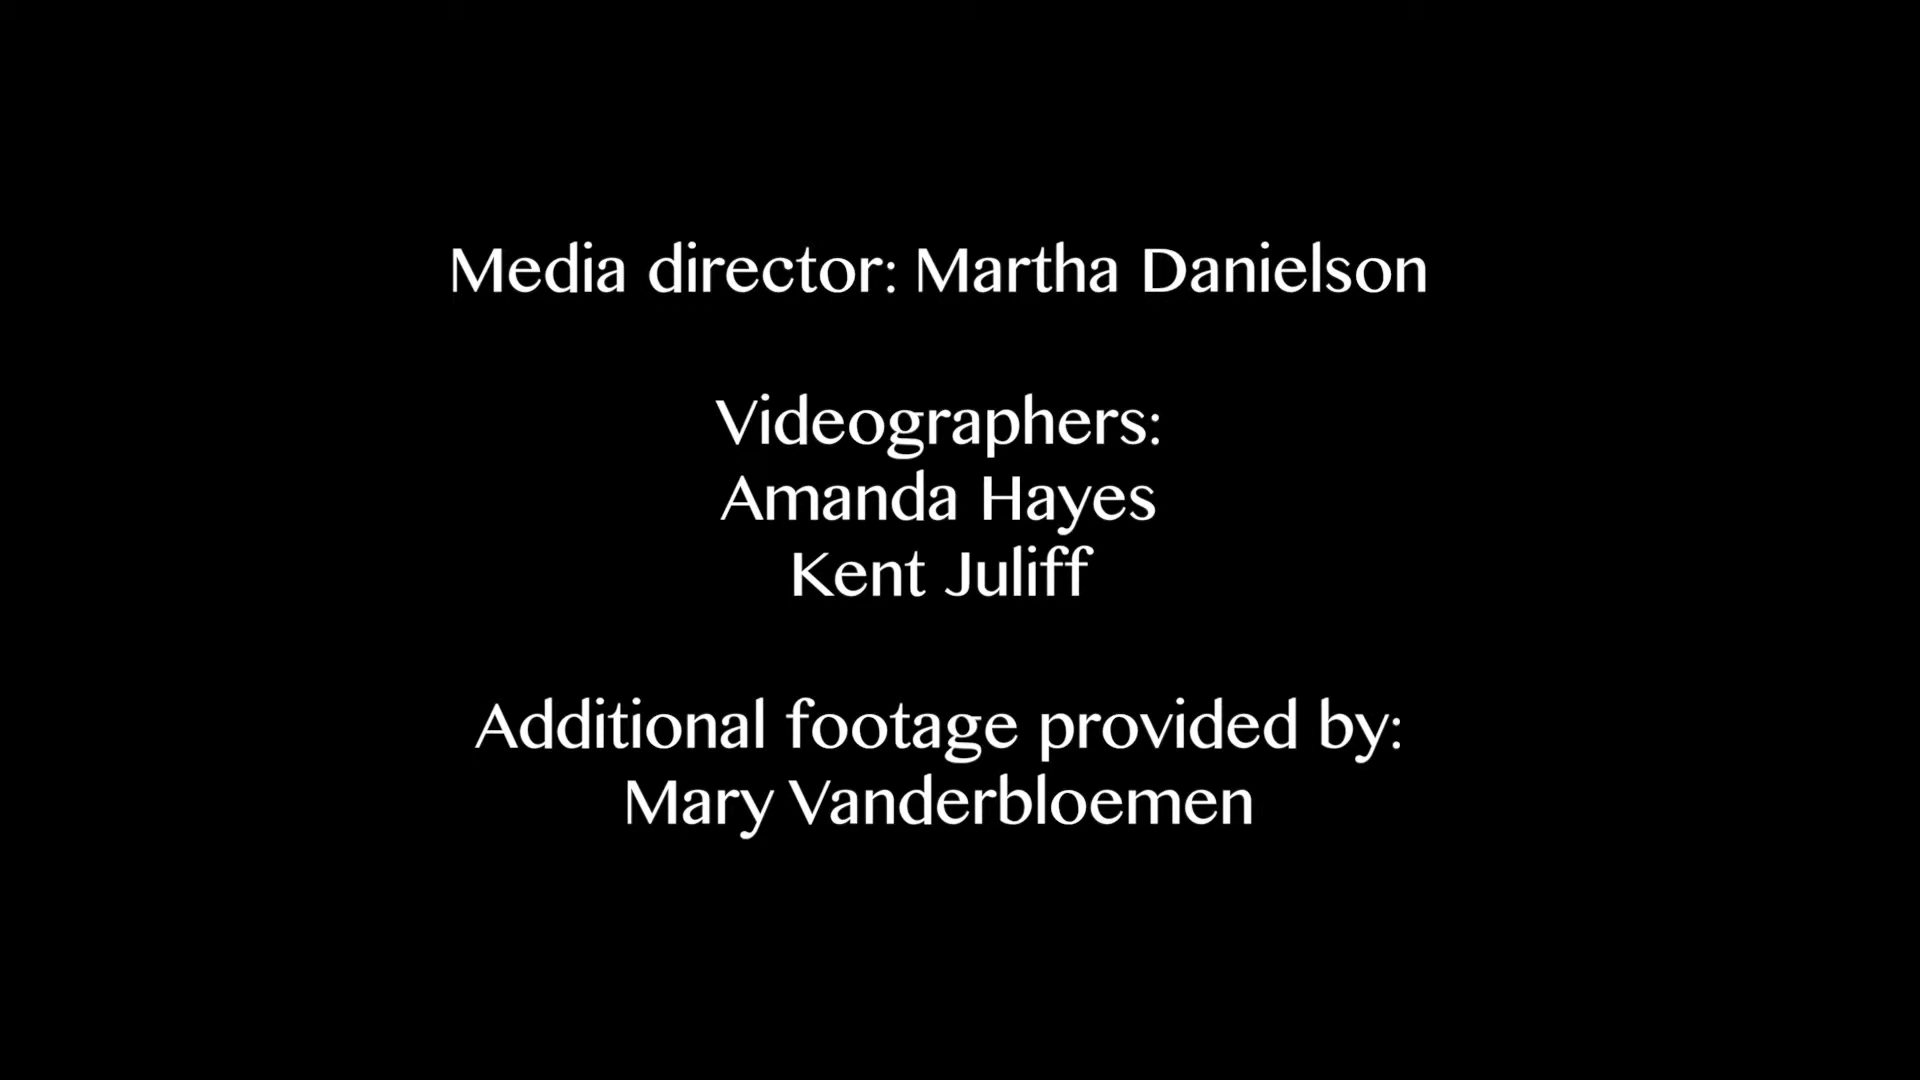 Media director: Martha Danielson
Videographers:
Amanda Hayes
Kent Juliff
Additional footage provided by:
Mary Vanderbloemen